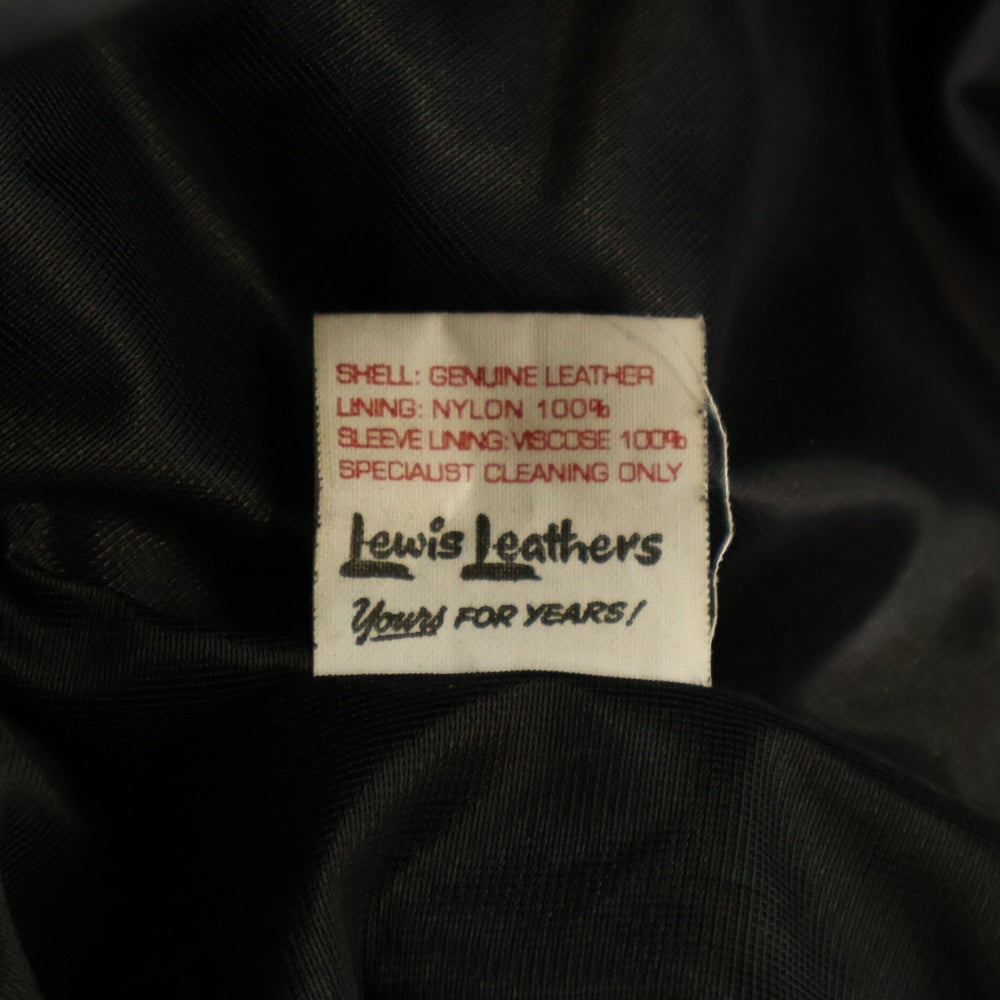 SHELL: GENUINE LEATHER
LINING: NYLON 100%
SLEEVE LINING: VISCOSE 100%
SPECIALIST CLEANING ONLY
Lewis Leathers
Yours FOR YEARS!